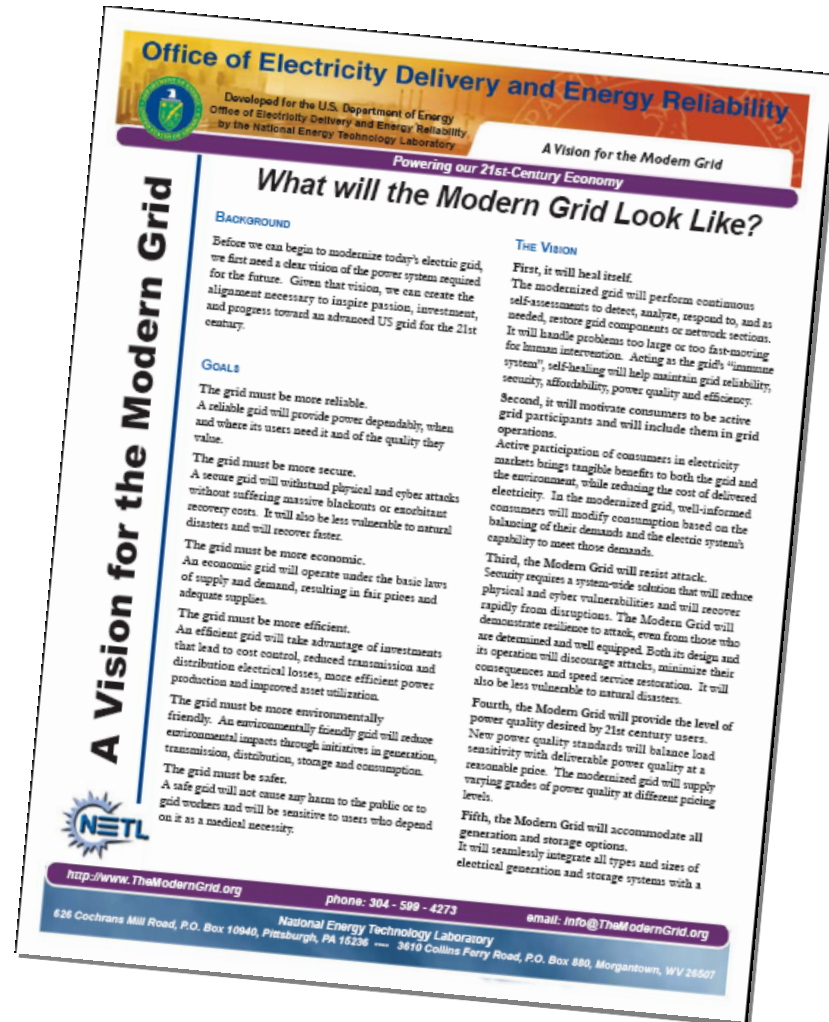 Office of Electricity Delivery and Energy Reliability
Developed for the U.S. Department of Energy
Office of Electricity Delivery and Energy Reliability
by the National Energy Technology Laboratory
A Vision for the Modern Grid
Powering our 21st-Century Economy
A Vision for the Modern Grid
What will the Modern Grid Look Like?
BACKGROUND
Before we can begin to modernize today's electric grid,
we first need a clear vision of the power system required
for the future. Given that vision, we can create the
alignment necessary to inspire passion, investment,
and progress toward an advanced US grid for the 21st
century.
GOALS
The grid must be more reliable.
A reliable grid will provide power dependably, when
and where its users need it and of the quality they
value.
The grid must be more secure.
A secure grid will withstand physical and cyber attacks
without suffering massive blackouts or exorbitant
recovery costs. It will also be less vulnerable to natural
disasters and will recover faster.
The grid must be more economic.
An economic grid will operate under the basic laws
of supply and demand, resulting in fair prices and
adequate supplies.
The grid must be more efficient.
An efficient grid will take advantage of investments
that lead to cost control, reduced transmission and
distribution electrical losses, more efficient power
production and improved asset utilization.
The grid must be more environmentally
friendly. An environmentally friendly grid will reduce
environmental impacts through initiatives in generation,
transmission, distribution, storage and consumption.
The grid must be safer.
A safe grid will not cause any harm to the public or to
grid workers and will be sensitive to users who depend
on it as a medical necessity.
THE VISION
First, it will heal itself.
The modernized grid will perform continuous
self-assessments to detect, analyze, respond to, and as
needed, restore grid components or network sections.
It will handle problems too large or too fast-moving
for human intervention. Acting as the grid's "immune
system", self-healing will help maintain grid reliability,
security, affordability, power quality and efficiency.
Second, it will motivate consumers to be active
grid participants and will include them in grid
operations.
Active participation of consumers in electricity
markets brings tangible benefits to both the grid and
the environment, while reducing the cost of delivered
electricity. In the modernized grid, well-informed
consumers will modify consumption based on the
balancing of their demands and the electric system's
capability to meet those demands.
Third, the Modern Grid will resist attack.
Security requires a system-wide solution that will reduce
physical and cyber vulnerabilities and will recover
rapidly from disruptions. The Modern Grid will
demonstrate resilience to attack, even from those who
are determined and well equipped. Both its design and
its operation will discourage attacks, minimize their
consequences and speed service restoration. It will
also be less vulnerable to natural disasters.
Fourth, the Modern Grid will provide the level of
power quality desired by 21st century users.
New power quality standards will balance load
sensitivity with deliverable power quality at a
reasonable price. The modernized grid will supply
varying grades of power quality at different pricing
levels.
Fifth, the Modern Grid will accommodate all
generation and storage options.
It will seamlessly integrate all types and sizes of
electrical generation and storage systems with a
NETL
http://www.TheModernGrid.org
phone: 304 - 599 - 4273
email: info@TheModernGrid.org
National Energy Technology Laboratory
626 Cochrans Mill Road, P.O. Box 10940, Pittsburgh, PA 15236 ---- 3610 Collins Ferry Road, P.O. Box 880, Morgantown, WV 26507